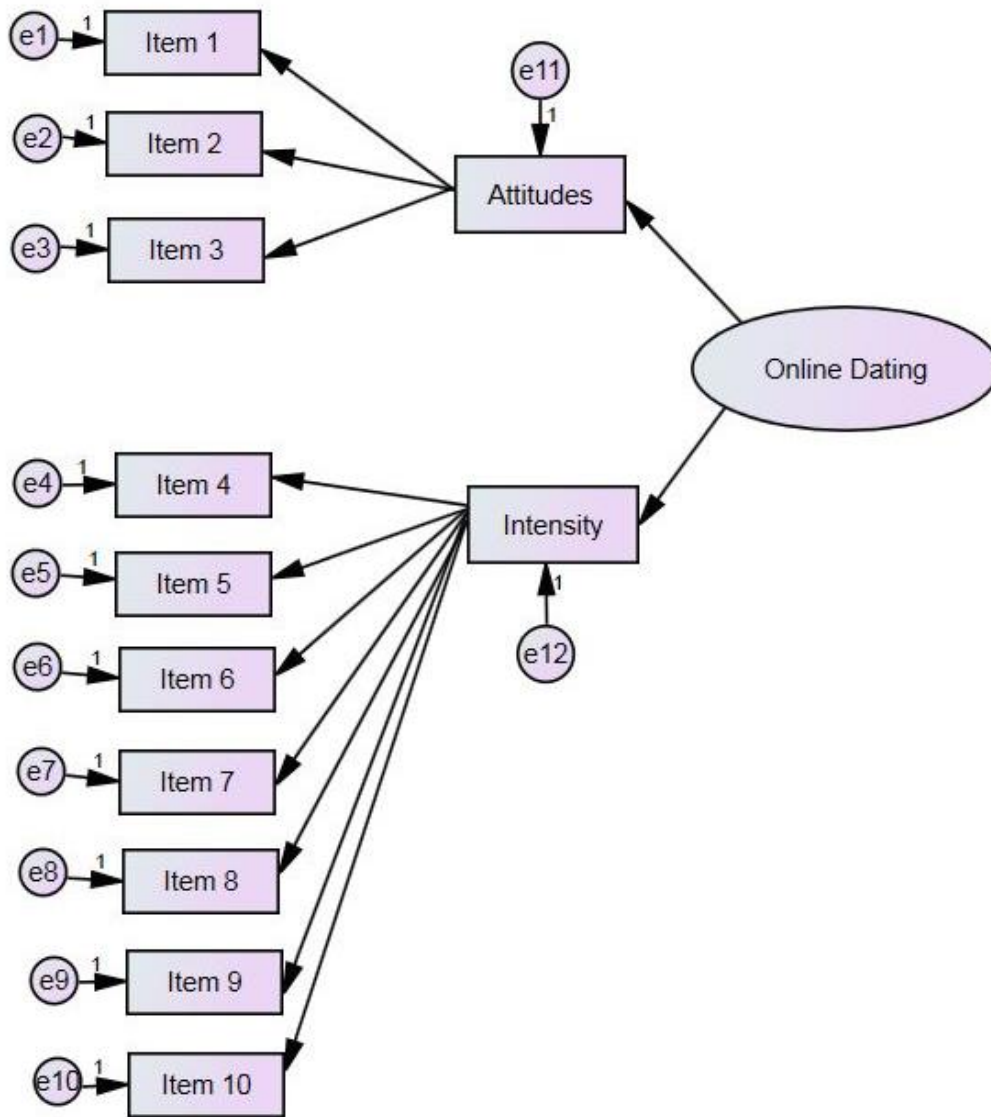 e1
1
Item 1
e2
1
Item 2
e3
1
Item 3
e11
1
Attitudes
Online Dating
e4
1
Item 4
e5
1
Item 5
e6
1
Item 6
e7
1
Item 7
e8
1
Item 8
e9
1
Item 9
e10
1
Item 10
Intensity
1
e12